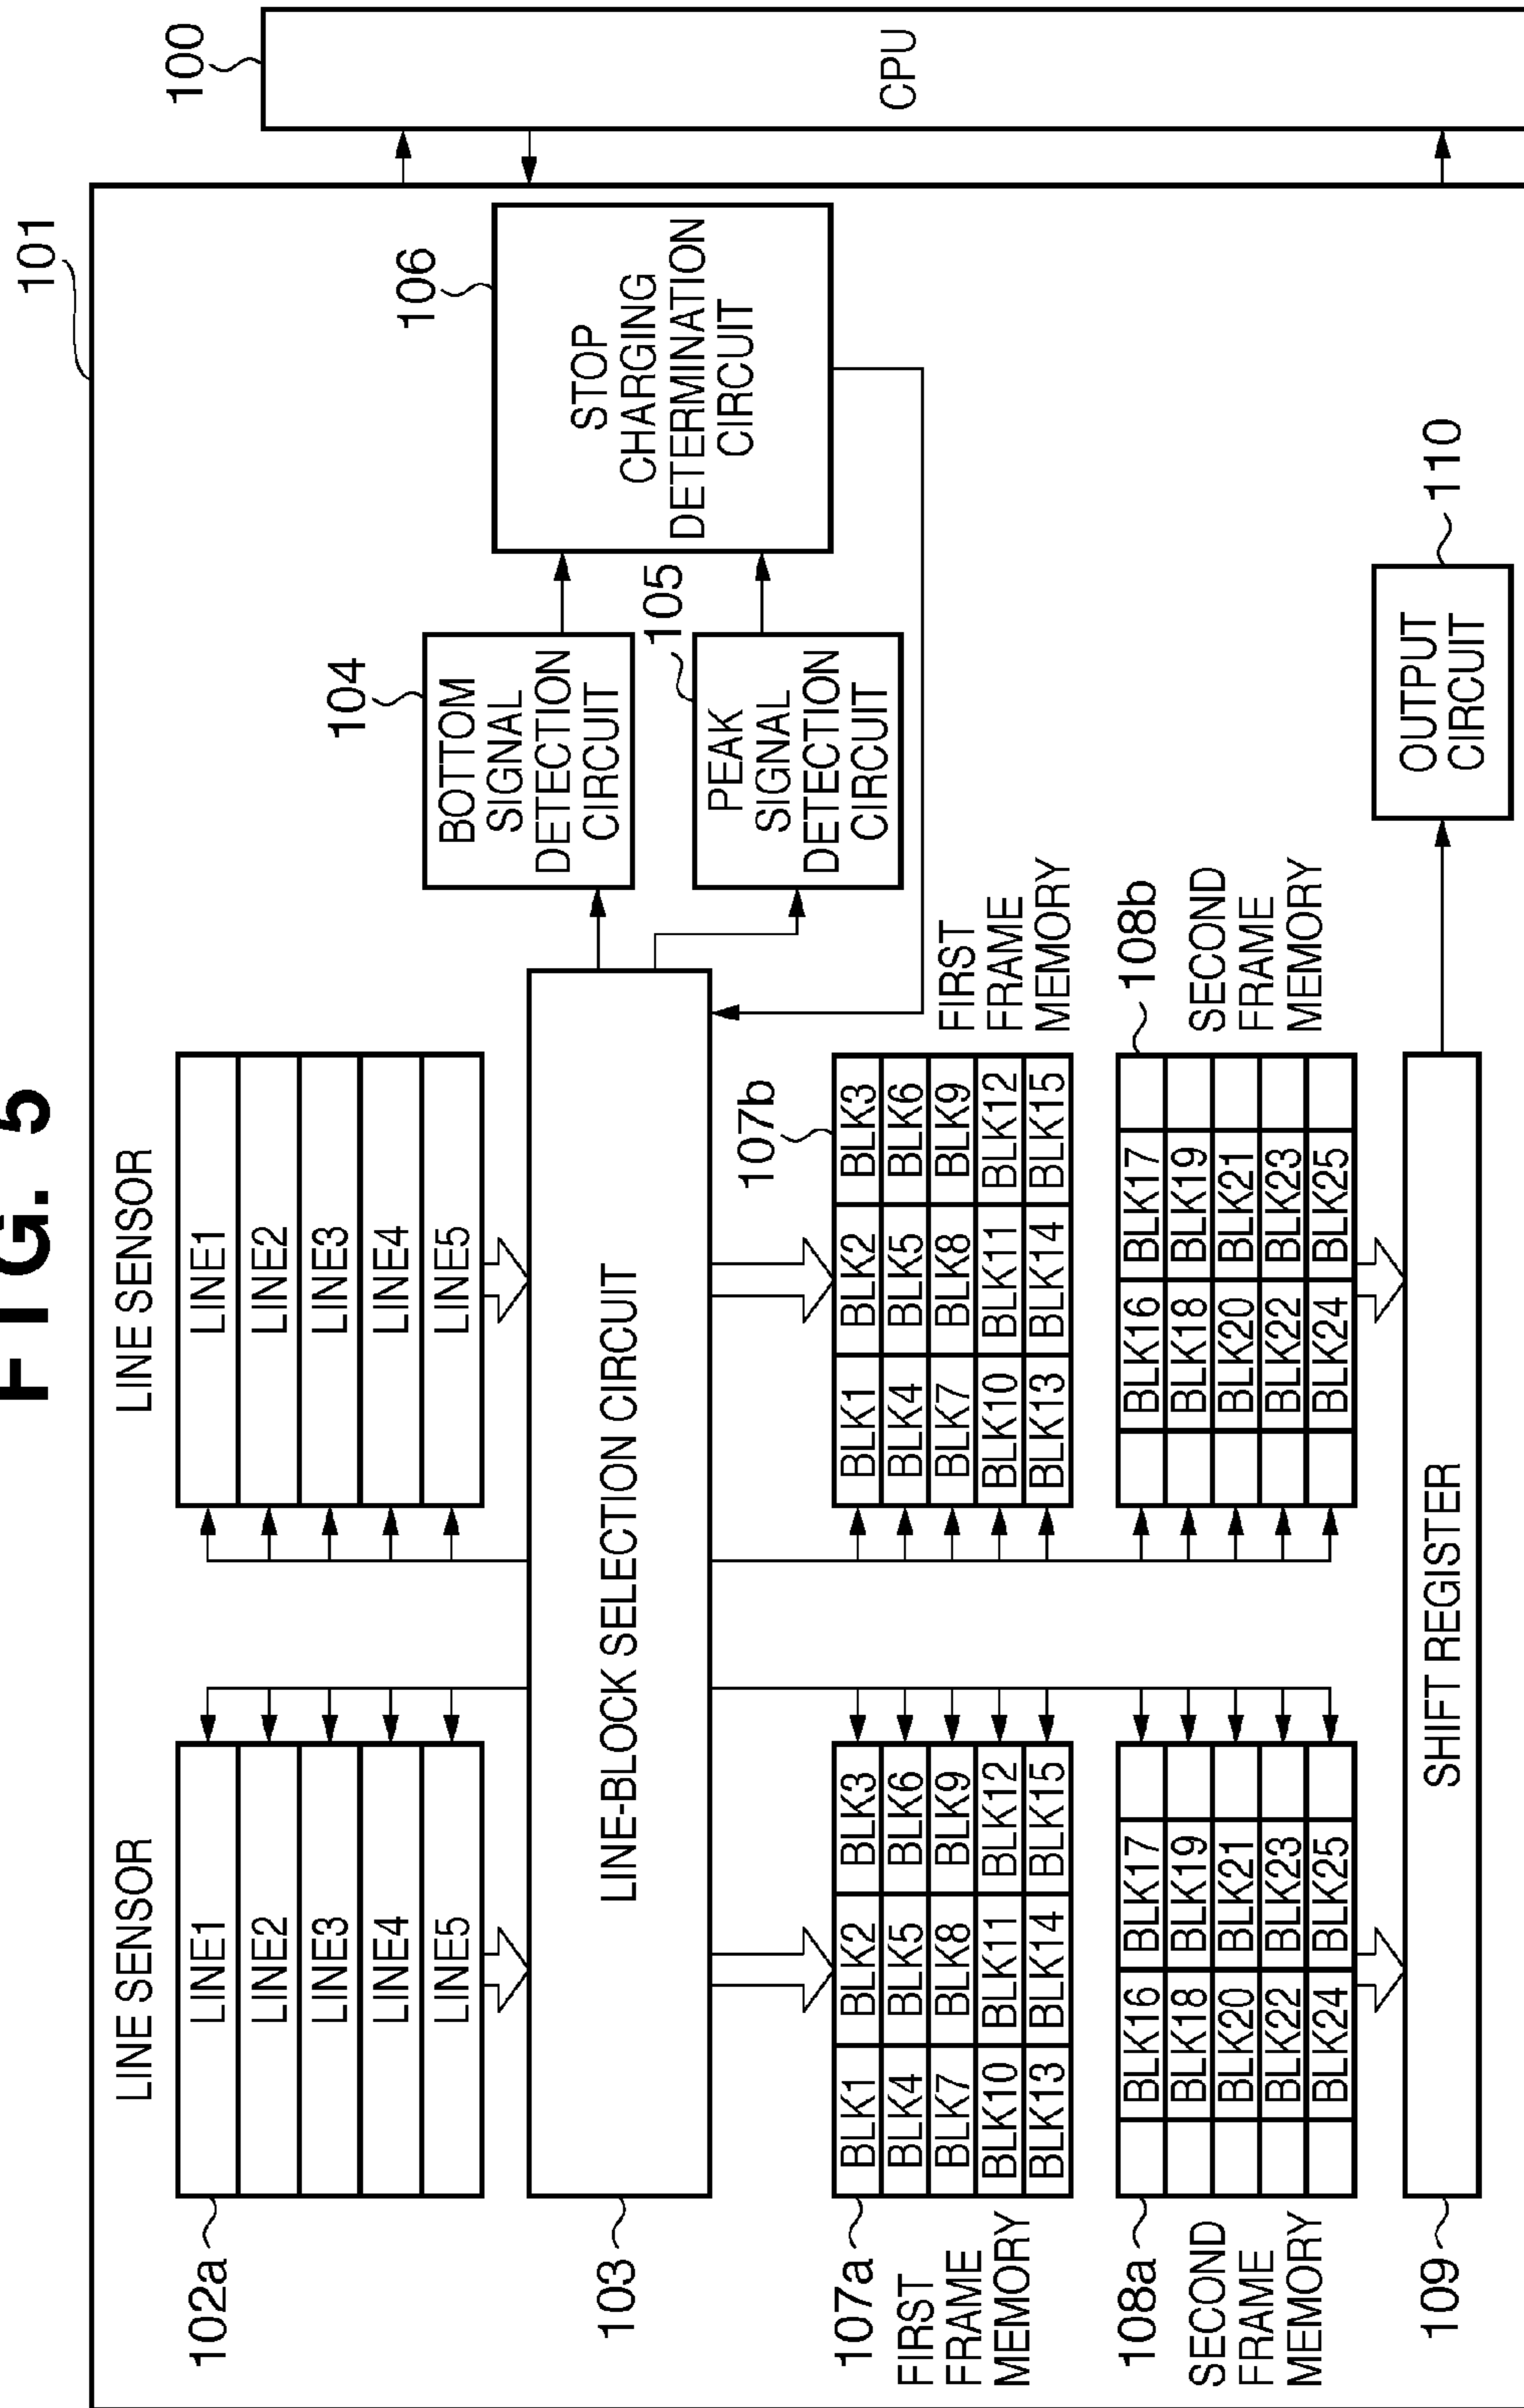 FIG. 5
101
100
CPU
LINE SENSOR
LINE SENSOR
102a
LINE1
LINE2
LINE3
LINE4
LINE5
LINE1
LINE2
LINE3
LINE4
LINE5
103
LINE-BLOCK SELECTION CIRCUIT
104
BOTTOM
SIGNAL
DETECTION
CIRCUIT
105
PEAK
SIGNAL
DETECTION
CIRCUIT
106
STOP
CHARGING
DETERMINATION
CIRCUIT
107a
FIRST
FRAME
MEMORY
BLK1 BLK2 BLK3
BLK4 BLK5 BLK6
BLK7 BLK8 BLK9
BLK10 BLK11 BLK12
BLK13 BLK14 BLK15
107b
FIRST
FRAME
MEMORY
BLK1 BLK2 BLK3
BLK4 BLK5 BLK6
BLK7 BLK8 BLK9
BLK10 BLK11 BLK12
BLK13 BLK14 BLK15
108a
SECOND
FRAME
MEMORY
BLK16 BLK17
BLK18 BLK19
BLK20 BLK21
BLK22 BLK23
BLK24 BLK25
108b
SECOND
FRAME
MEMORY
BLK16 BLK17
BLK18 BLK19
BLK20 BLK21
BLK22 BLK23
BLK24 BLK25
109
SHIFT REGISTER
110
OUTPUT
CIRCUIT